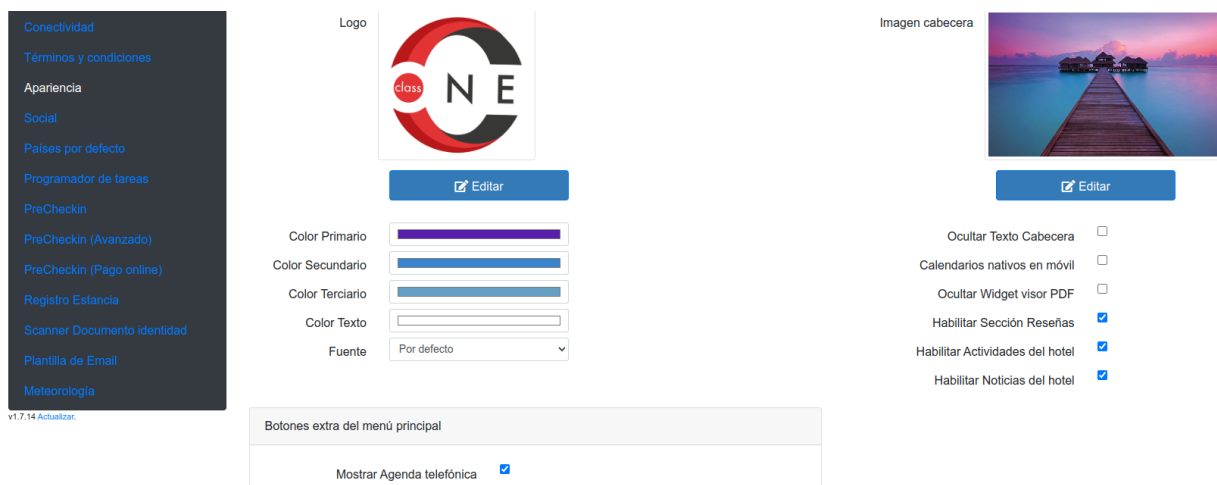 Conectividad
Términos y condiciones
Apariencia
Social
Países por defecto
Programador de tareas
PreCheckin
PreCheckin (Avanzado)
PreCheckin (Pago online)
Registro Estancia
Scanner Documento identidad
Plantilla de Email
Meteorología
v1.7.14 Actualizar.
Logo
class
NE
Editar
Color Primario
Color Secundario
Color Terciario
Color Texto
Fuente
Por defecto
Imagen cabecera
Editar
Ocultar Texto Cabecera
Calendarios nativos en móvil
Ocultar Widget visor PDF
Habilitar Sección Reseñas
Habilitar Actividades del hotel
Habilitar Noticias del hotel
Botones extra del menú principal
Mostrar Agenda telefónica